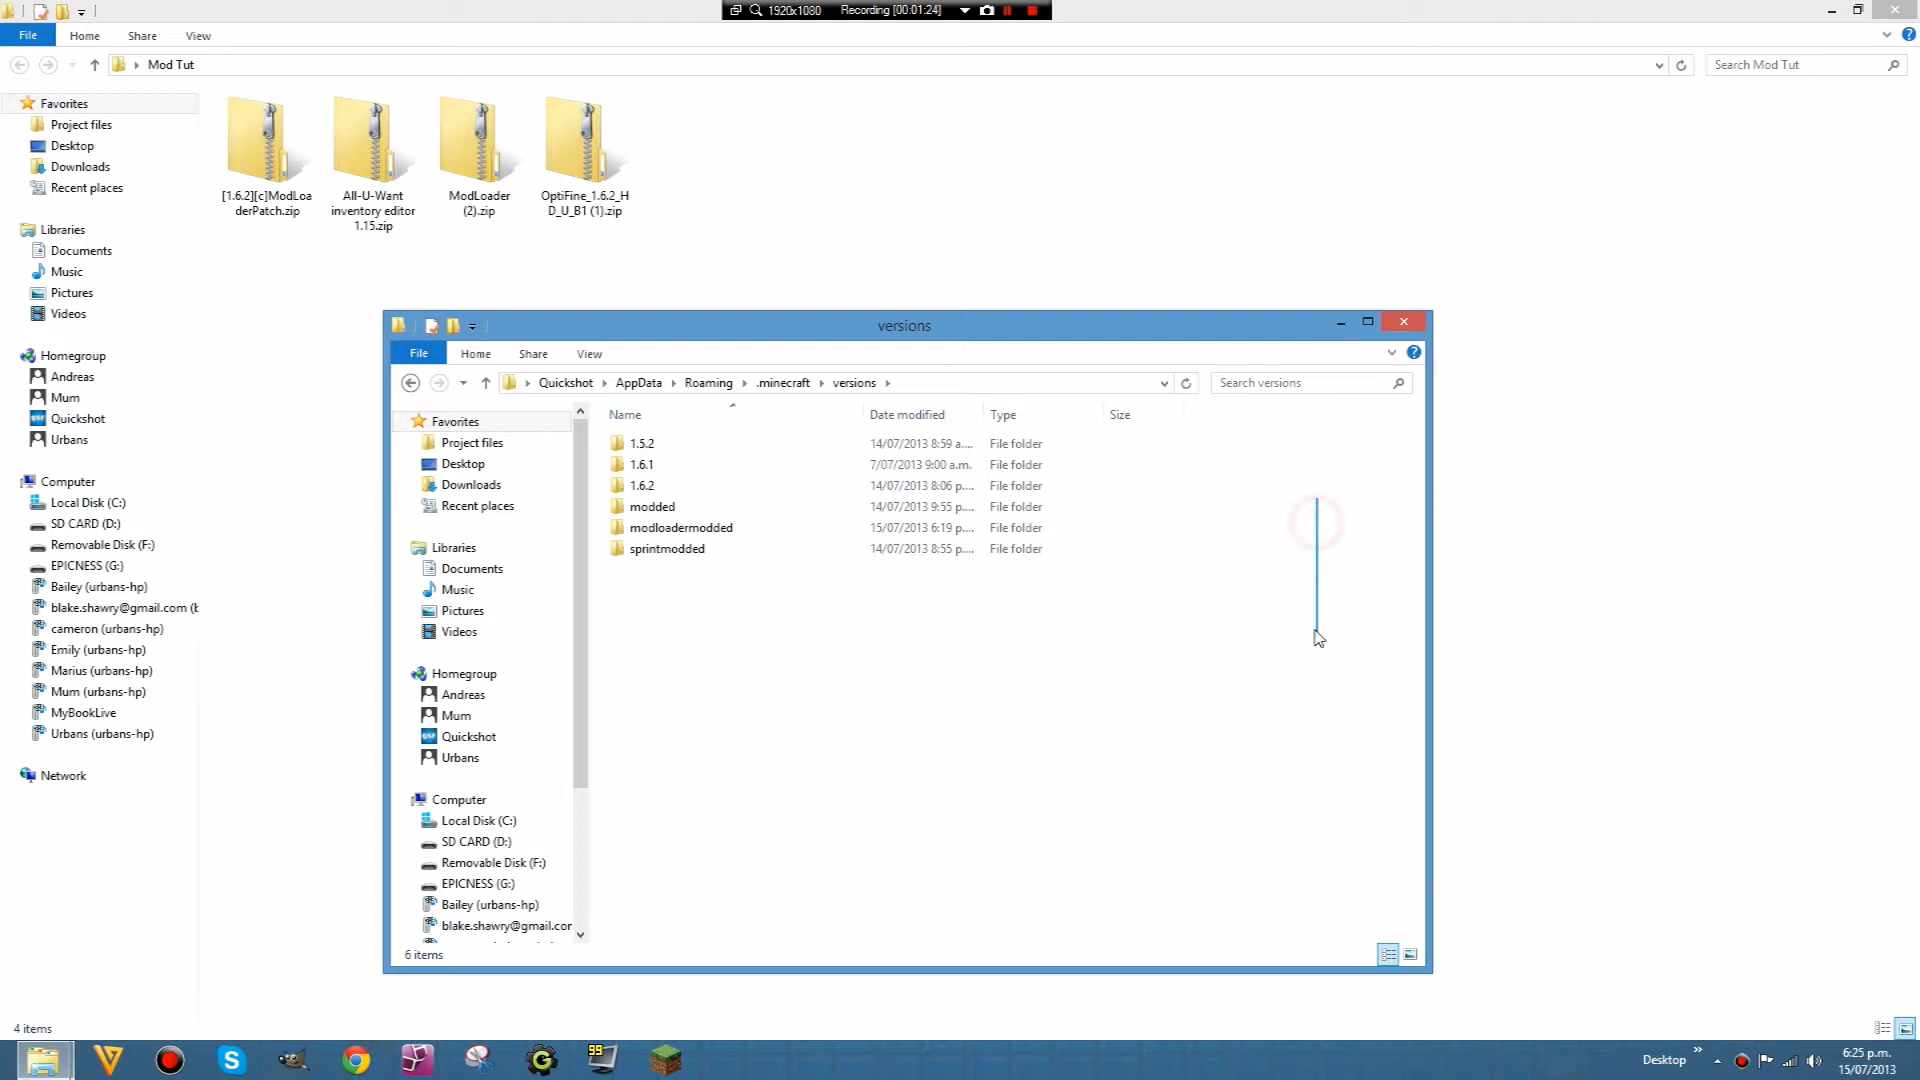 1920x1080 Recording [00:01:24]
File Home Share View
Mod Tut
Search Mod Tut
Favorites
Project files
Desktop
Downloads
Recent places
Libraries
Documents
Music
Pictures
Videos
Homegroup
Andreas
Mum
Quickshot
Urbans
Computer
Local Disk (C:)
SD CARD (D:)
Removable Disk (F:)
EPICNESS (G:)
Bailey (urbans-hp)
blake.shawry@gmail.com (b
cameron (urbans-hp)
Emily (urbans-hp)
Marius (urbans-hp)
Mum (urbans-hp)
MyBookLive
Urbans (urbans-hp)
Network
4 items
[1.6.2][c]ModLoa
derPatch.zip
All-U-Want
inventory editor
1.15.zip
ModLoader
(2).zip
OptiFine_1.6.2_H
D_U_B1 (1).zip
versions
File Home Share View
Quickshot AppData Roaming .minecraft versions
Search versions
Favorites
Project files
Desktop
Downloads
Recent places
Libraries
Documents
Music
Pictures
Videos
Homegroup
Andreas
Mum
Quickshot
Urbans
Computer
Local Disk (C:)
SD CARD (D:)
Removable Disk (F:)
EPICNESS (G:)
Bailey (urbans-hp)
blake.shawry@gmail.cor
Name Date modified Type Size
1.5.2 14/07/2013 8:59 a.... File folder
1.6.1 7/07/2013 9:00 a.m. File folder
1.6.2 14/07/2013 8:06 p.... File folder
modded 14/07/2013 9:55 p.... File folder
modloadermodded 15/07/2013 6:19 p.... File folder
sprintmodded 14/07/2013 8:55 p.... File folder
6 items
99
Desktop
6:25 p.m.
15/07/2013